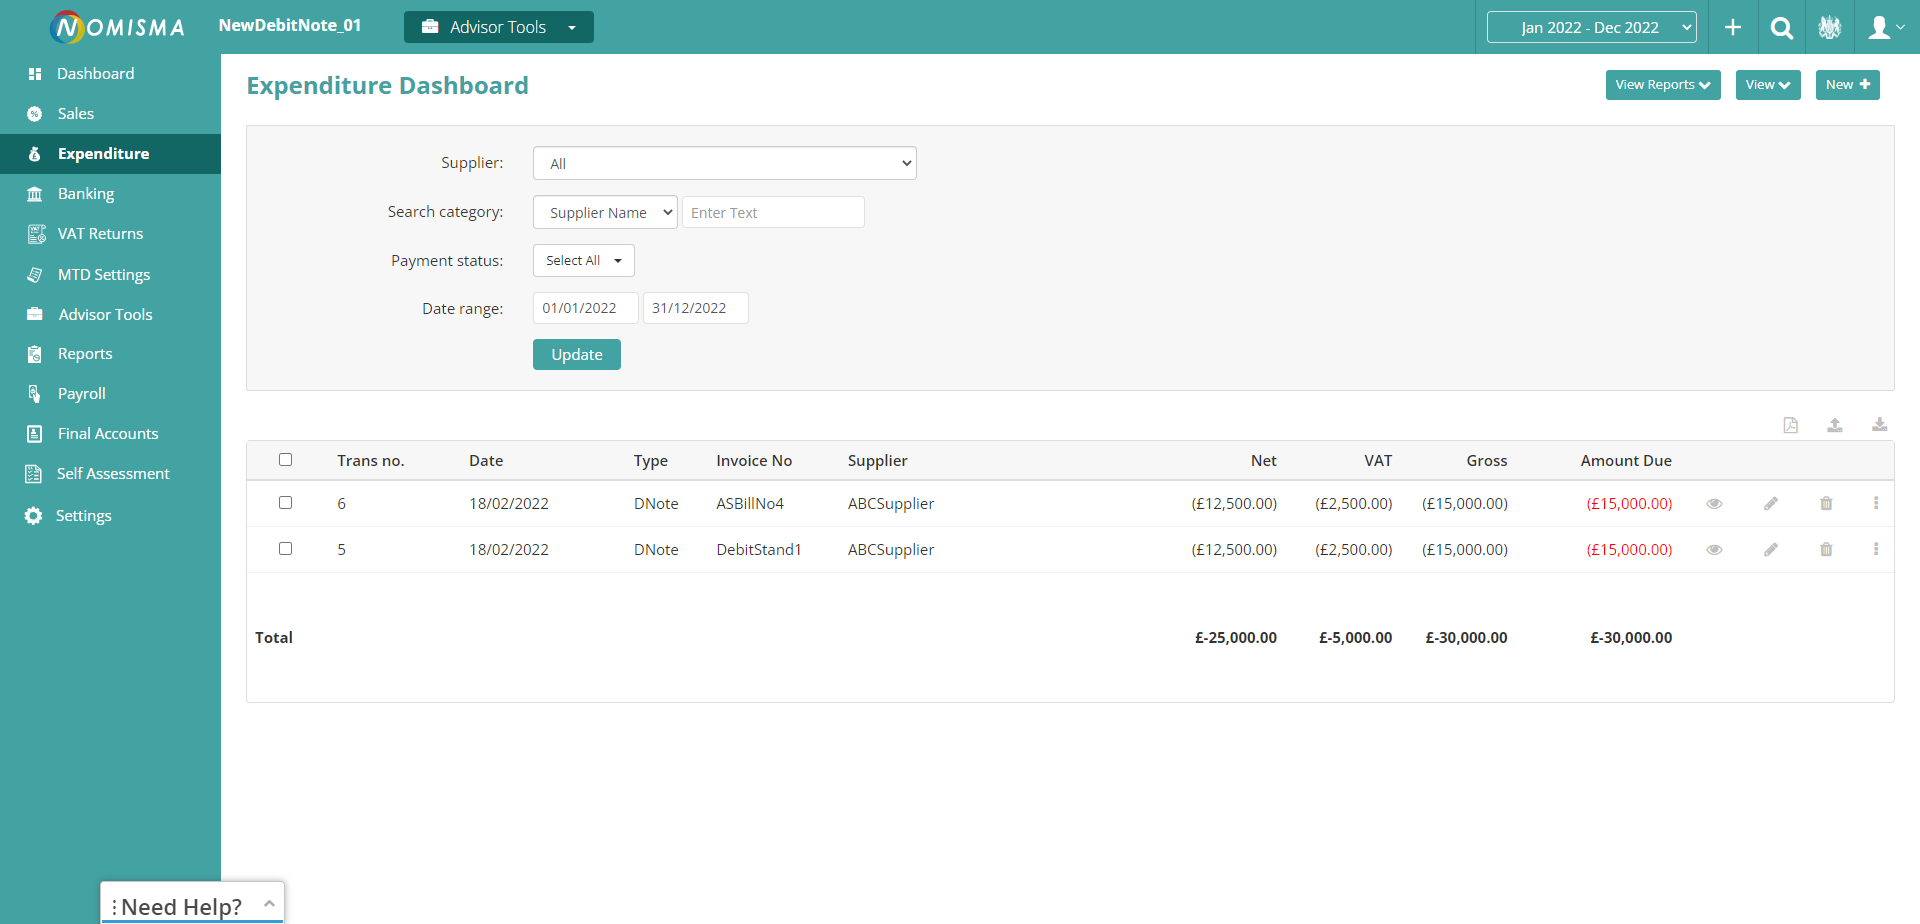 NOMISMA
NewDebitNote_01
Advisor Tools
Jan 2022 - Dec 2022
Dashboard
Sales
Expenditure
Banking
VAT Returns
MTD Settings
Advisor Tools
Reports
Payroll
Final Accounts
Self Assessment
Settings
Expenditure Dashboard
View Reports
View
New
Supplier: All
Search category: Supplier Name Enter Text
Payment status: Select All
Date range: 01/01/2022 31/12/2022
Update
Trans no. Date Type Invoice No Supplier Net VAT Gross Amount Due
6 18/02/2022 DNote ASBillNo4 ABCSupplier (£12,500.00) (£2,500.00) (£15,000.00) (£15,000.00)
5 18/02/2022 DNote DebitStand1 ABCSupplier (£12,500.00) (£2,500.00) (£15,000.00) (£15,000.00)
Total £-25,000.00 £-5,000.00 £-30,000.00 £-30,000.00
Need Help?